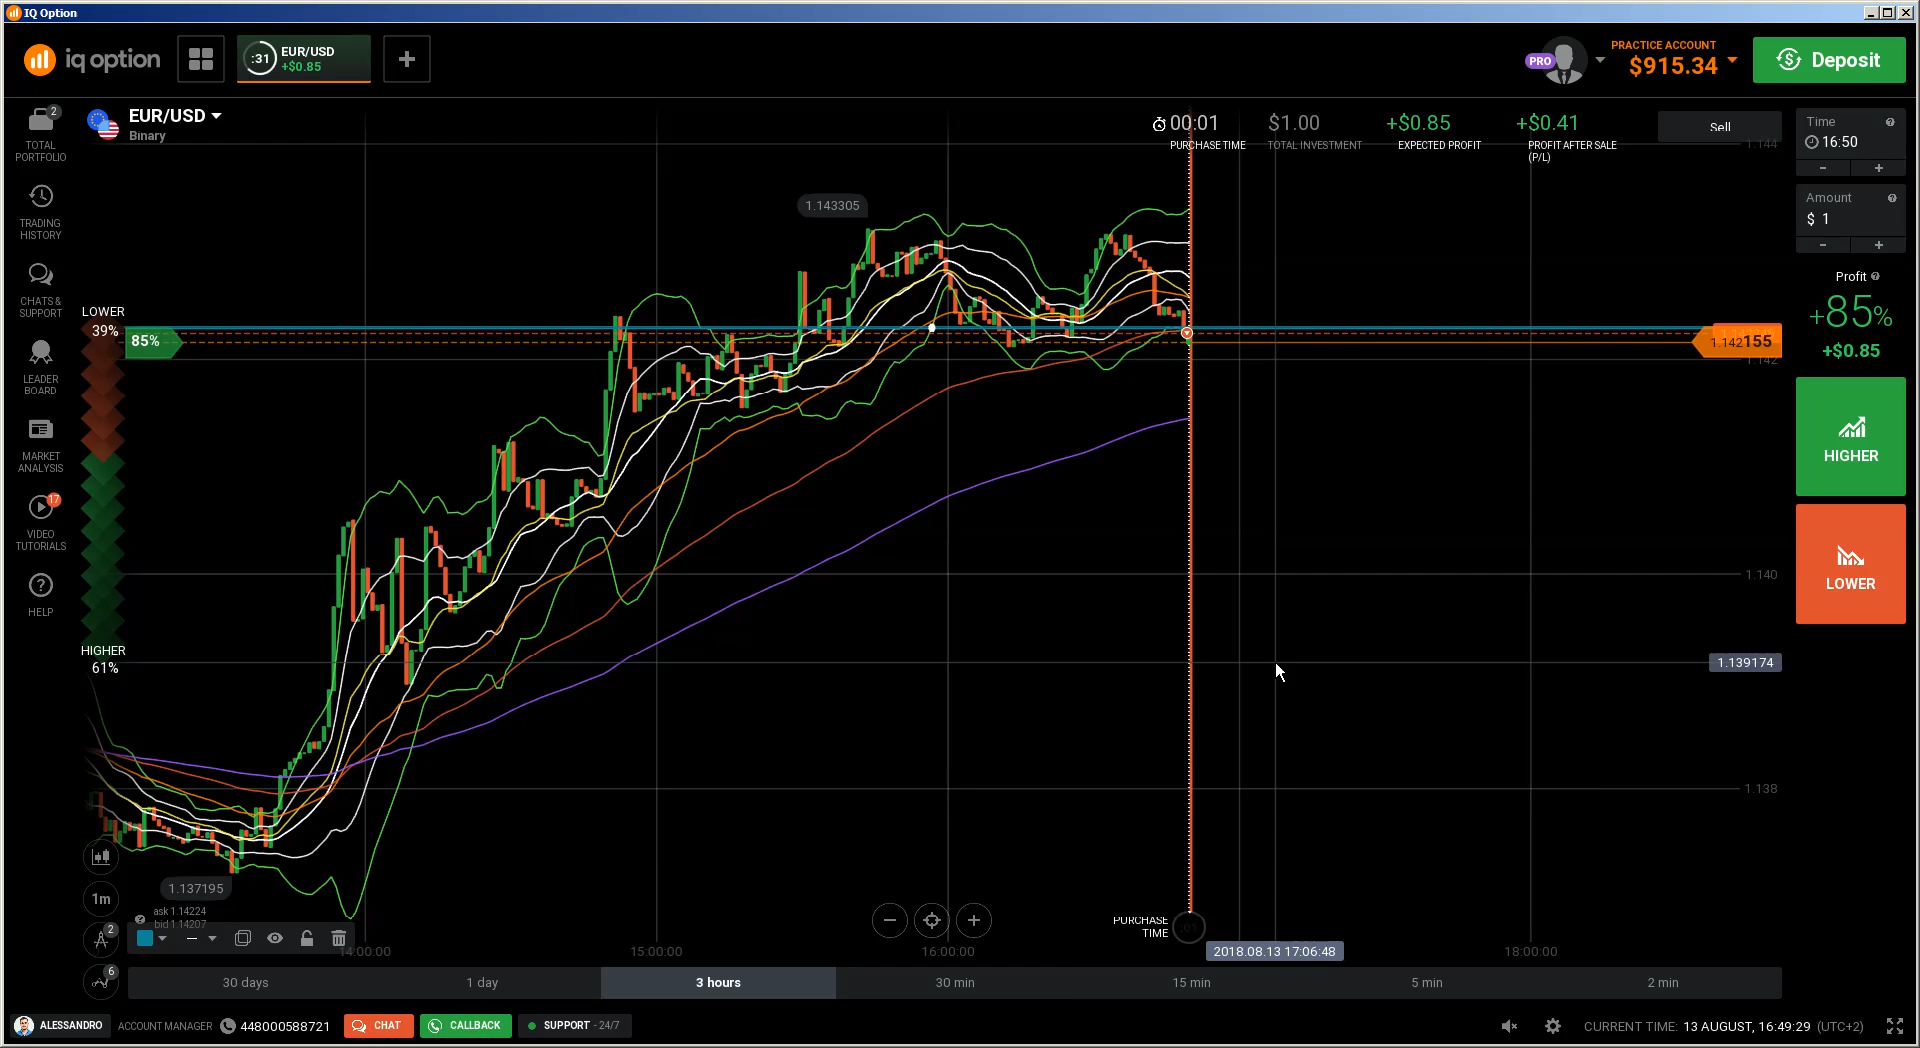 IQ Option
iq option
:31
EUR/USD
+$0.85
PRO
PRACTICE ACCOUNT
$915.34
Deposit
2
TOTAL
PORTFOLIO
TRADING
HISTORY
CHATS &
SUPPORT
LEADER
BOARD
MARKET
ANALYSIS
17
VIDEO
TUTORIALS
HELP
EUR/USD
Binary
00:01
PURCHASE TIME
$1.00
TOTAL INVESTMENT
+$0.85
EXPECTED PROFIT
+$0.41
PROFIT AFTER SALE
(P/L)
Sell
Time
16:50
Amount
$ 1
Profit
+85%
+$0.85
HIGHER
LOWER
LOWER
39%
85%
HIGHER
61%
1.143305
1.137195
1.144
1.142155
1.142
1.140
1.139174
1.138
1m
ask 1.14224
bid 1.14207
2
6
PURCHASE
TIME
:01
14:00:00
15:00:00
16:00:00
2018.08.13 17:06:48
18:00:00
30 days
1 day
3 hours
30 min
15 min
5 min
2 min
ALESSANDRO
ACCOUNT MANAGER
448000588721
CHAT
CALLBACK
SUPPORT - 24/7
CURRENT TIME: 13 AUGUST, 16:49:29 (UTC+2)